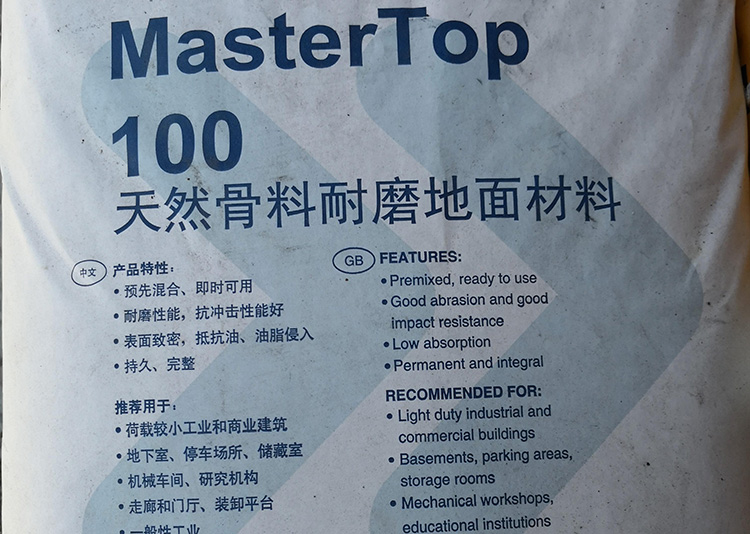 MasterTop
100
天然骨料耐磨地面材料
中文 产品特性：
• 预先混合、即时可用
• 耐磨性能，抗冲击性能好
• 表面致密，抵抗油、油脂侵入
• 持久、完整
推荐用于：
• 荷载较小工业和商业建筑
• 地下室、停车场所、储藏室
• 机械车间、研究机构
• 走廊和门厅、装卸平台
• 一般性工业
GB FEATURES:
• Premixed, ready to use
• Good abrasion and good
impact resistance
• Low absorption
• Permanent and integral
RECOMMENDED FOR:
• Light duty industrial and
commercial buildings
• Basements, parking areas,
storage rooms
• Mechanical workshops,
educational institutions